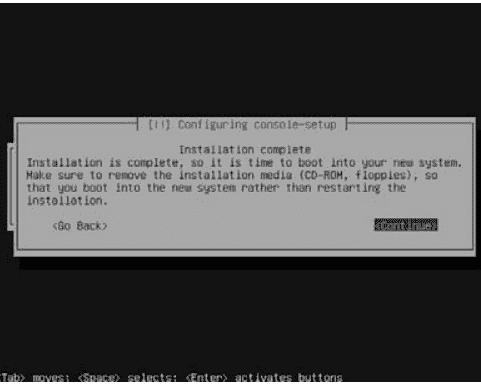 [!!] Configuring console-setup
Installation complete
Installation is complete, so it is time to boot into your new system.
Make sure to remove the installation media (CD-ROM, floppies), so
that you boot into the new system rather than restarting the
installation.
<Go Back> <Continue>
<Tab> moves; <Space> selects; <Enter> activates buttons